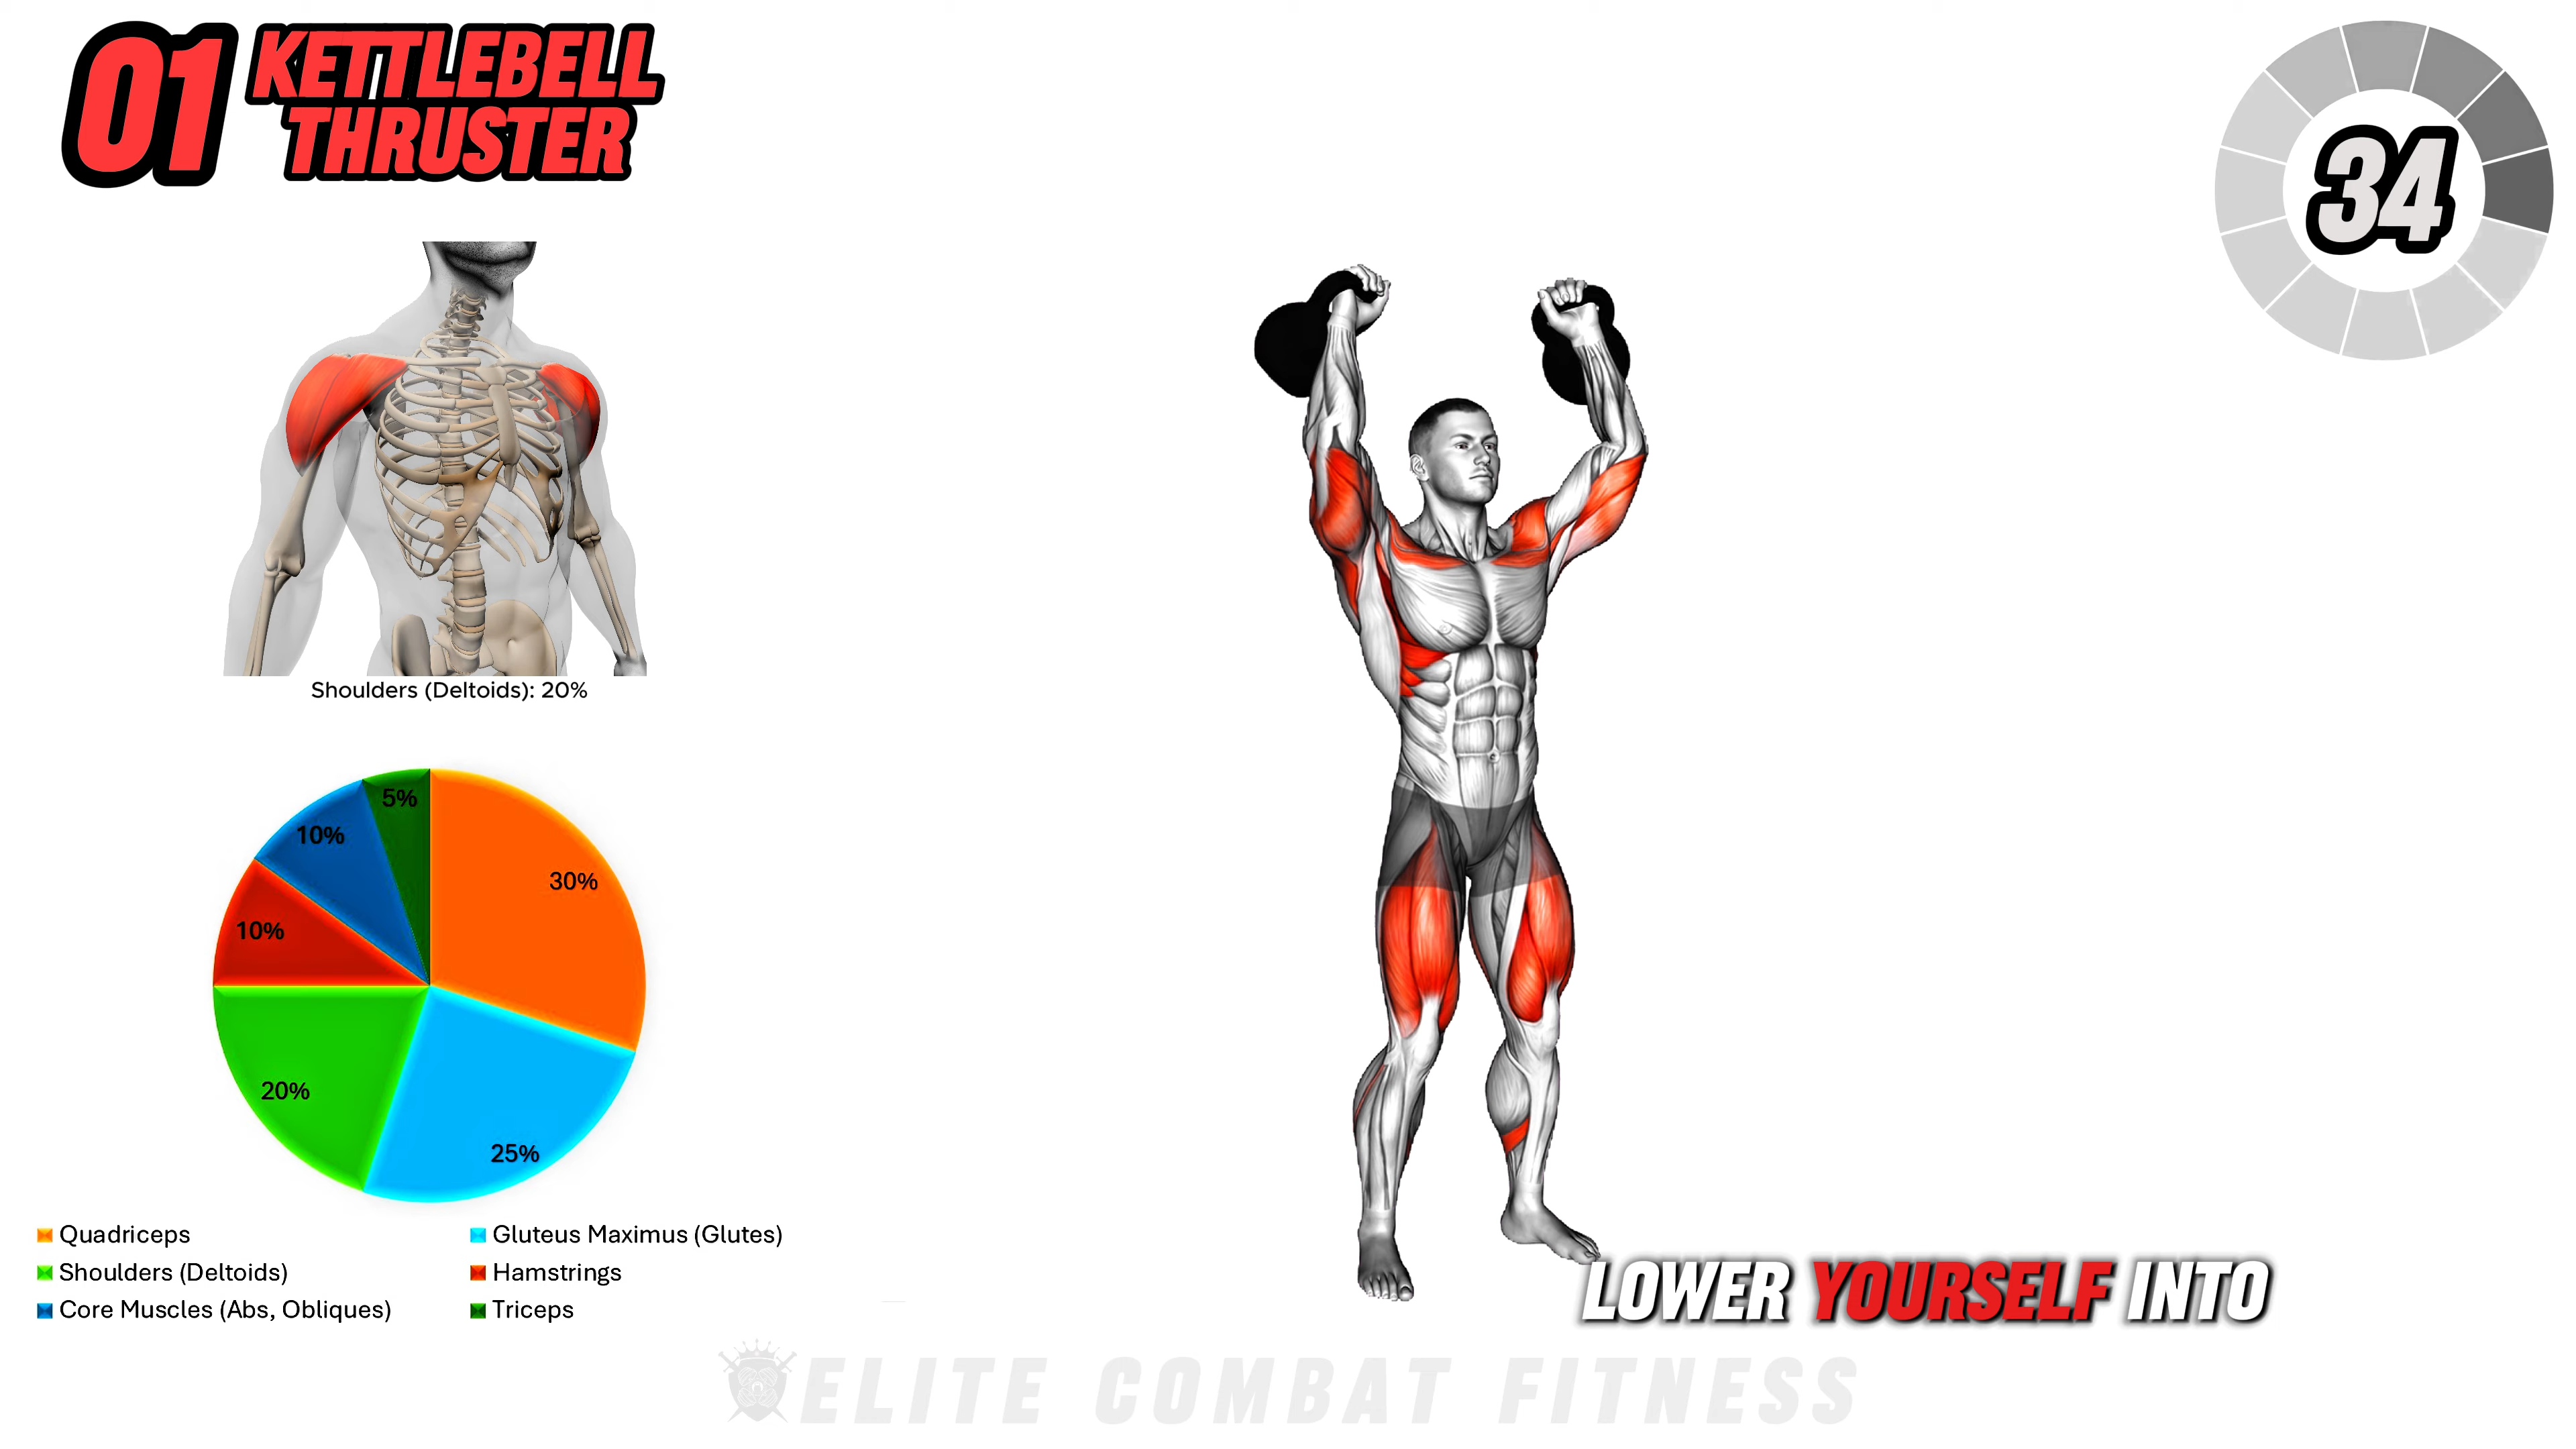 01 KETTLEBELL
THRUSTER
34
Shoulders (Deltoids): 20%
5%
10%
30%
10%
20%
25%
Quadriceps
Gluteus Maximus (Glutes)
Shoulders (Deltoids)
Hamstrings
Core Muscles (Abs, Obliques)
Triceps
LOWER YOURSELF INTO
ELITE COMBAT FITNESS